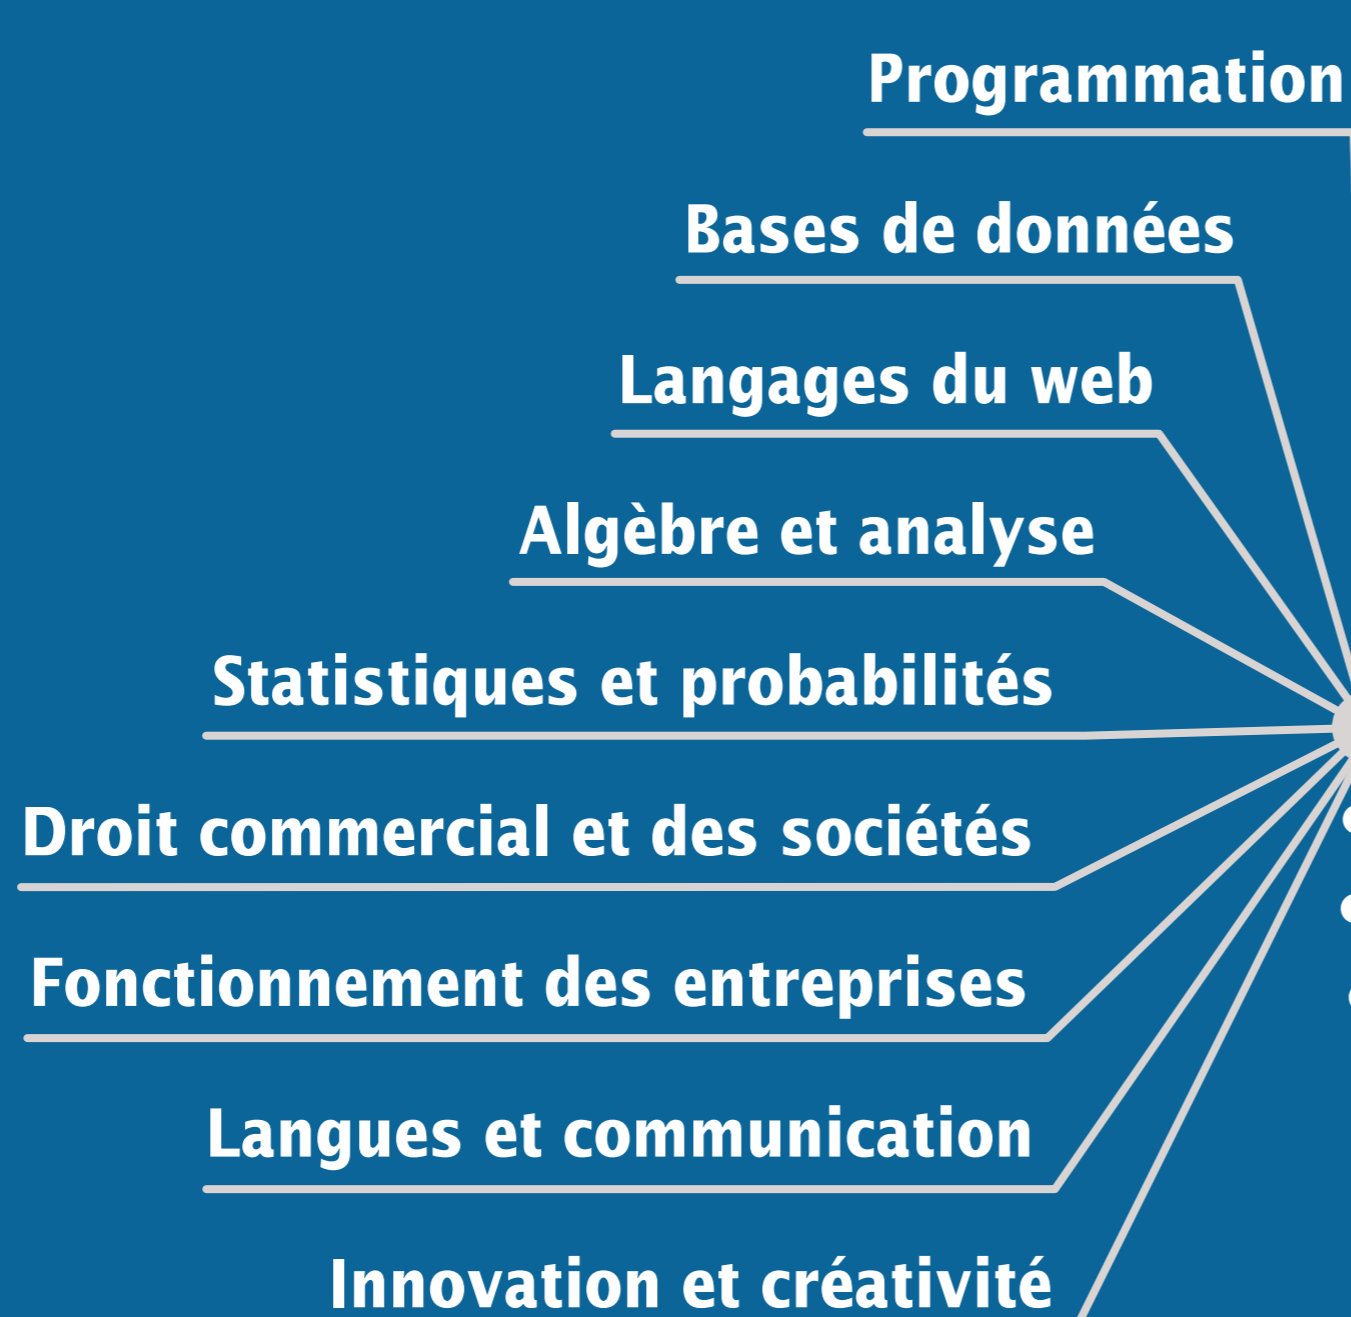 Programmation
Bases de données
Langages du web
Algèbre et analyse
Statistiques et probabilités
Droit commercial et des sociétés
Fonctionnement des entreprises
Langues et communication
Innovation et créativité